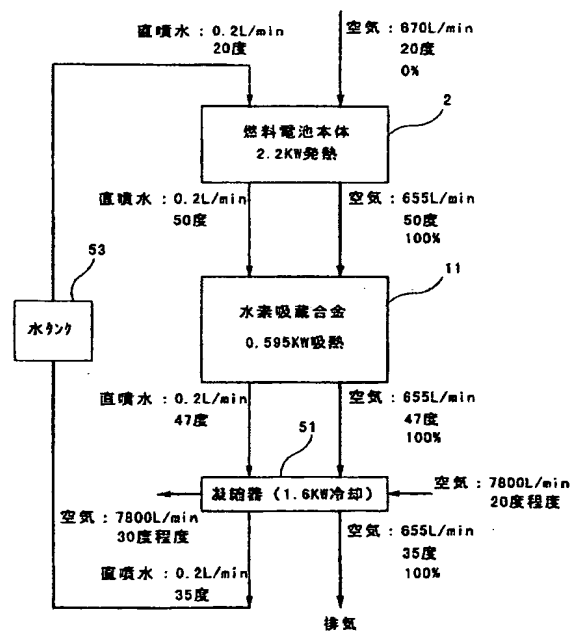 直噴水：0.2L/min
20度
空気：670L/min
20度
0%
2
燃料電池本体
2.2KW発熱
直噴水：0.2L/min
50度
空気：655L/min
50度
100%
53
11
水タンク
水素吸蔵合金
0.595KW吸熱
直噴水：0.2L/min
47度
空気：655L/min
47度
100%
51
凝縮器（1.6KW冷却）
空気：7800L/min
20度程度
空気：7800L/min
30度程度
空気：655L/min
35度
100%
直噴水：0.2L/min
35度
排気